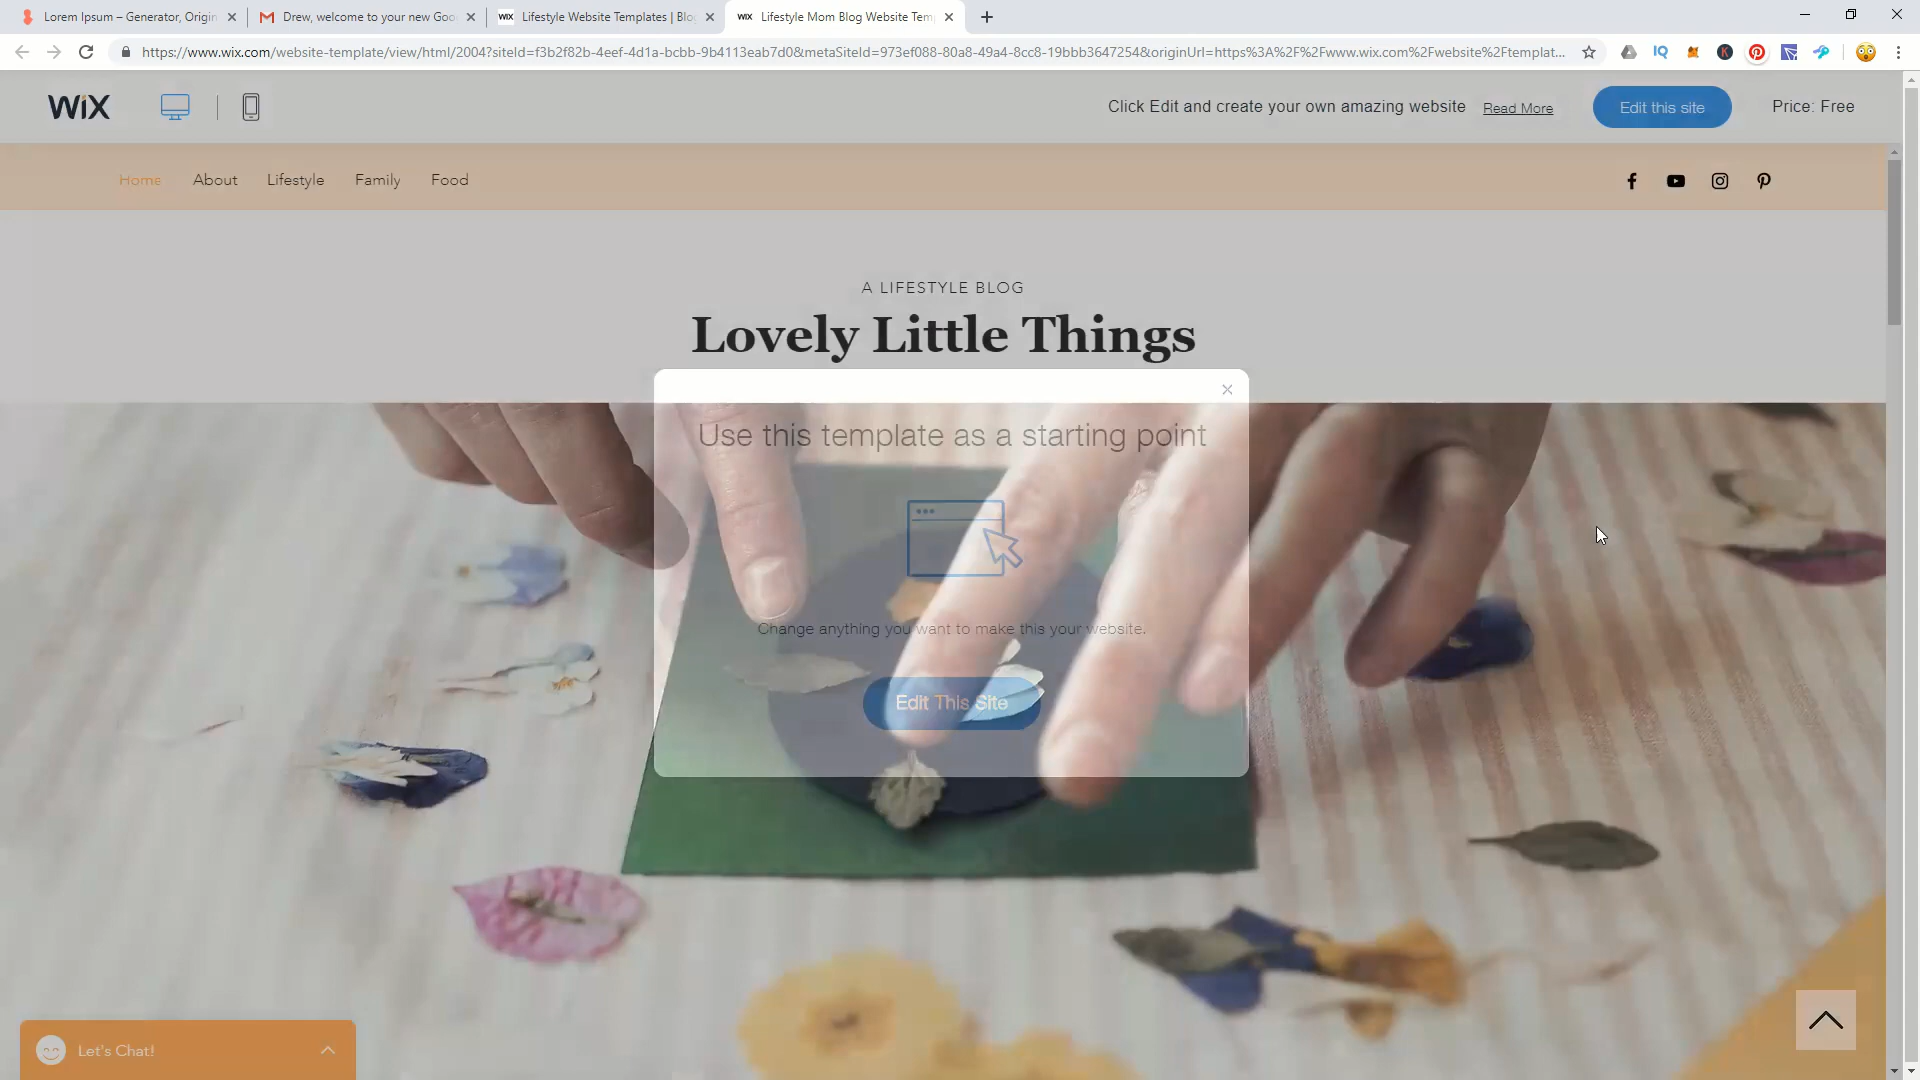 Lorem Ipsum – Generator, Origin
Drew, welcome to your new Goo
WIX Lifestyle Website Templates | Blo
WIX Lifestyle Mom Blog Website Tem
https://www.wix.com/website-template/view/html/2004?siteId=f3b2f82b-4eef-4d1a-bcbb-9b4113eab7d0&metaSiteId=973ef088-80a8-49a4-8cc8-19bbb3647254&originUrl=https%3A%2F%2Fwww.wix.com%2Fwebsite%2Ftemplat...
WiX
Click Edit and create your own amazing website Read More
Edit this site
Price: Free
Home About Lifestyle Family Food
A LIFESTYLE BLOG
Lovely Little Things
Use this template as a starting point
Change anything you want to make this your website.
Edit This Site
Let's Chat!